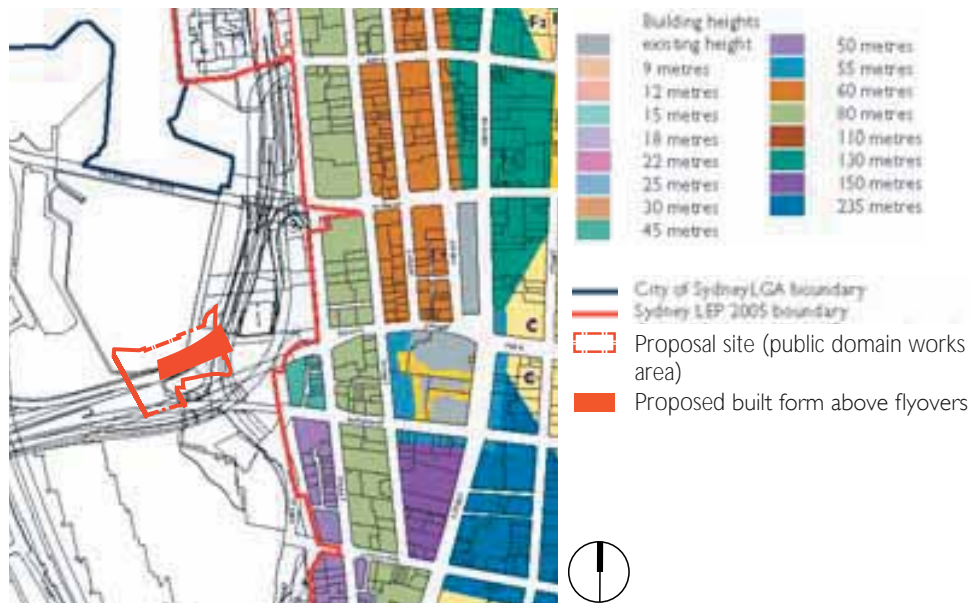 F2
Building heights
existing height
9 metres
12 metres
15 metres
18 metres
22 metres
25 metres
30 metres
45 metres
50 metres
55 metres
60 metres
80 metres
110 metres
130 metres
150 metres
235 metres
C
C
City of Sydney LGA boundary
Sydney LEP 2005 boundary
Proposal site (public domain works
area)
Proposed built form above flyovers